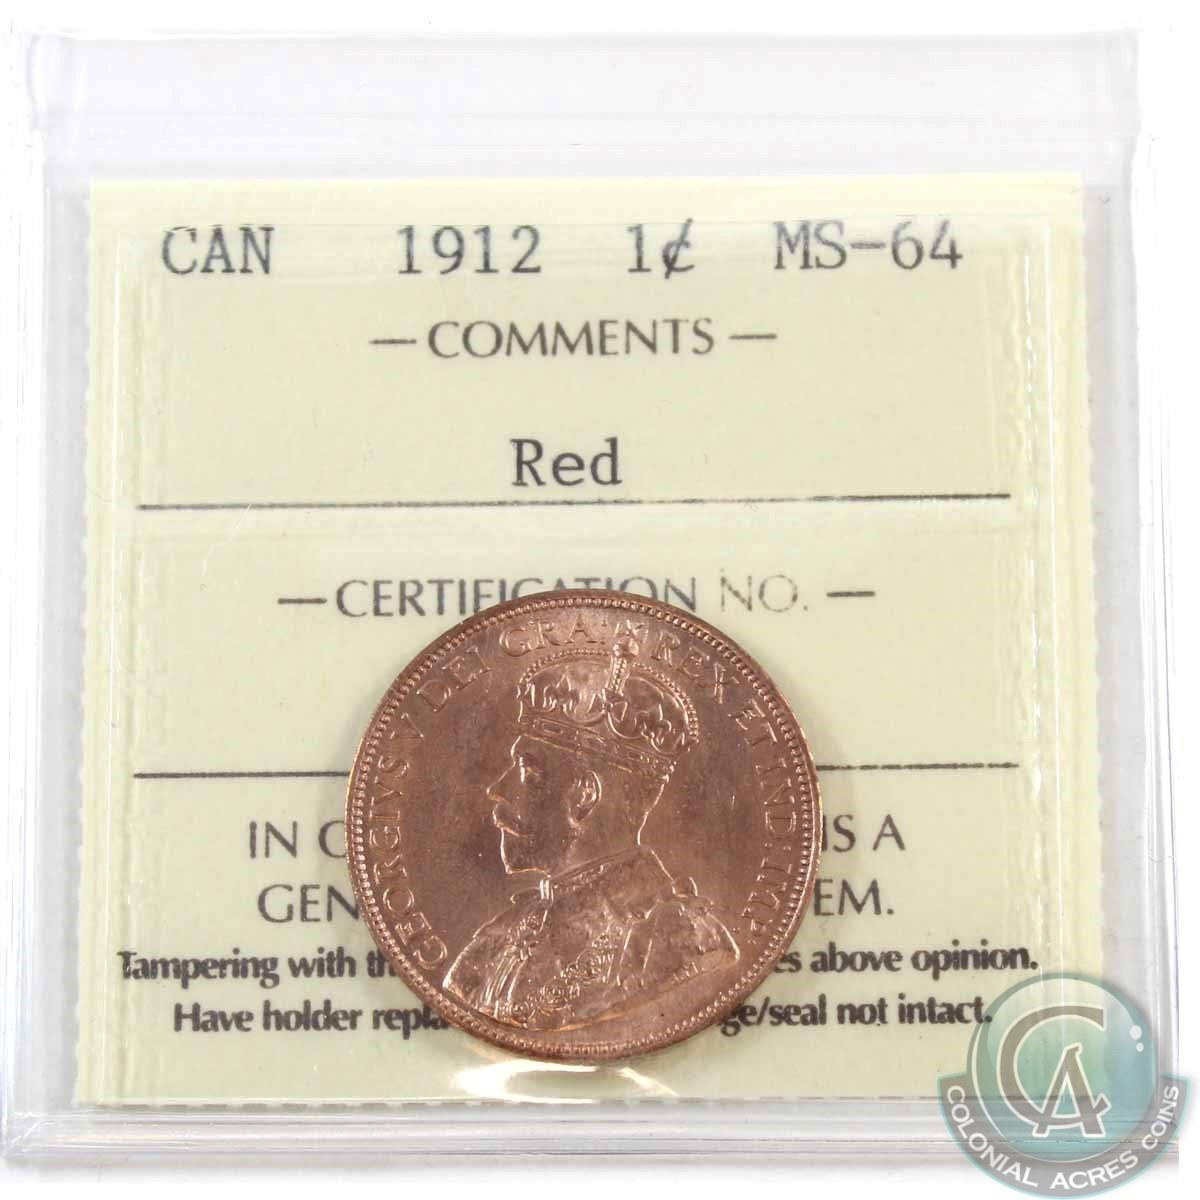 CAN 1912 1¢ MS-64
— COMMENTS —
Red
— CERTIFICATION NO. —
GEORGIVS V DEI GRA: REX ET IND: IMP:
IN C IS A
GEN EM.
Tampering with th es above opinion.
Have holder repla ge/seal not intact.
CA
COLONIAL ACRES COINS